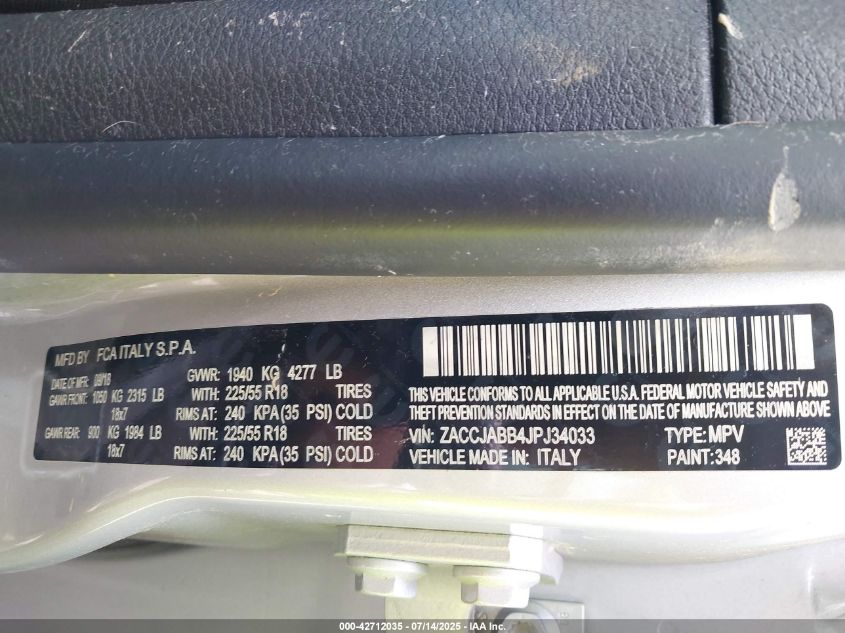 MFD BY FCA ITALY S.P.A.
DATE OF MFR: 09/18 GVWR: 1940 KG 4277 LB
GAWR FRONT: 1050 KG 2315 LB WITH: 225/55 R18 TIRES
18x7 RIMS AT: 240 KPA(35 PSI) COLD
GAWR REAR: 900 KG 1984 LB WITH: 225/55 R18 TIRES
18x7 RIMS AT: 240 KPA(35 PSI) COLD
THIS VEHICLE CONFORMS TO ALL APPLICABLE U.S.A. FEDERAL MOTOR VEHICLE SAFETY AND
THEFT PREVENTION STANDARDS IN EFFECT ON THE DATE OF MANUFACTURE SHOWN ABOVE
VIN: ZACCJABB4JPJ34033 TYPE: MPV
VEHICLE MADE IN: ITALY PAINT: 348
000-42712035 - 07/14/2025 - IAA Inc.